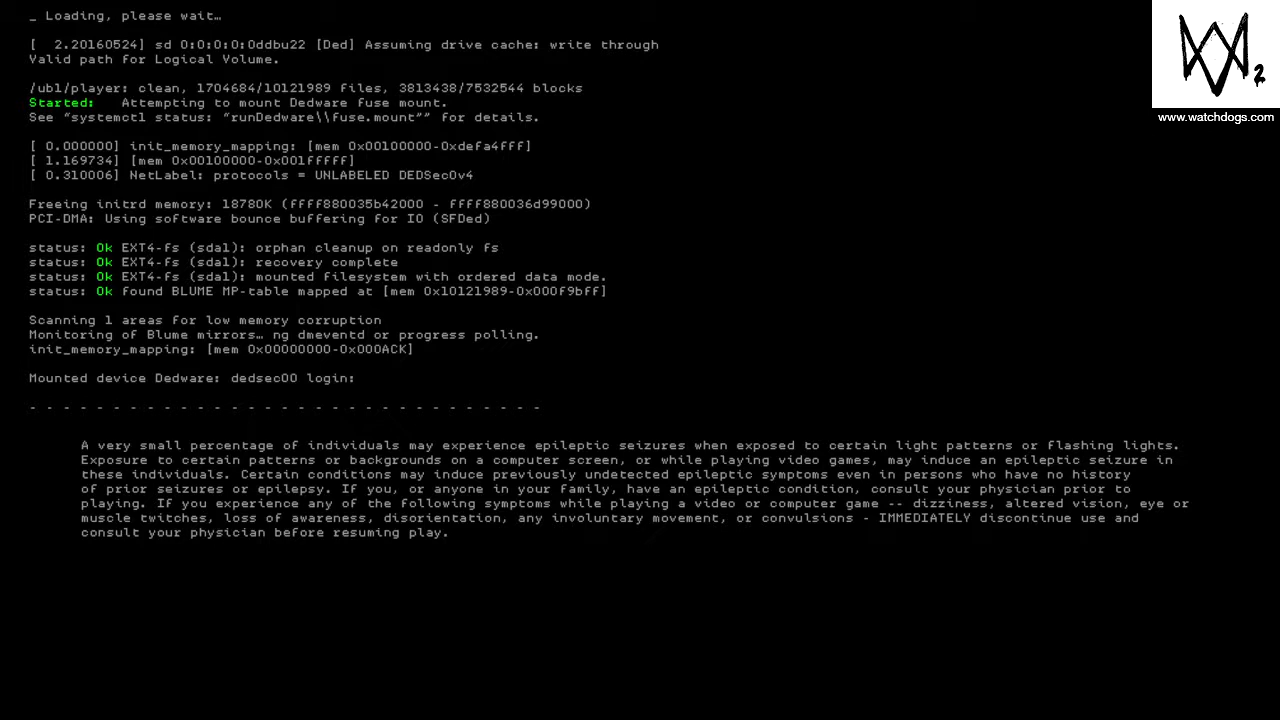 _ Loading, please wait…
[  2.20160524] sd 0:0:0:0:0ddbu22 [Ded] Assuming drive cache: write through
Valid path for Logical Volume.
/ubl/player: clean, 1704684/10121989 files, 3813438/7532544 blocks
Started:   Attempting to mount Dedware fuse mount.
See “systemctl status: “runDedware\\fuse.mount”” for details.
[ 0.000000] init_memory_mapping: [mem 0x00100000-0xdefa4fff]
[ 1.169734] [mem 0x00100000-0x001fffff]
[ 0.310006] NetLabel: protocols = UNLABELED DEDSec0v4
Freeing initrd memory: 18780K (ffff880035b42000 - ffff880036d99000)
PCI-DMA: Using software bounce buffering for IO (SFDed)
status: Ok EXT4-fs (sda1): orphan cleanup on readonly fs
status: Ok EXT4-fs (sda1): recovery complete
status: Ok EXT4-fs (sda1): mounted filesystem with ordered data mode.
status: Ok found BLUME MP-table mapped at [mem 0x10121989-0x000f9bff]
Scanning 1 areas for low memory corruption
Monitoring of Blume mirrors… ng dmeventd or progress polling.
init_memory_mapping: [mem 0x00000000-0x000ACK]
Mounted device Dedware: dedsec00 login:
- - - - - - - - - - - - - - - - - - - - - - - - - - - - - - -
A very small percentage of individuals may experience epileptic seizures when exposed to certain light patterns or flashing lights.
Exposure to certain patterns or backgrounds on a computer screen, or while playing video games, may induce an epileptic seizure in
these individuals. Certain conditions may induce previously undetected epileptic symptoms even in persons who have no history
of prior seizures or epilepsy. If you, or anyone in your family, have an epileptic condition, consult your physician prior to
playing. If you experience any of the following symptoms while playing a video or computer game -- dizziness, altered vision, eye or
muscle twitches, loss of awareness, disorientation, any involuntary movement, or convulsions - IMMEDIATELY discontinue use and
consult your physician before resuming play.
2
www.watchdogs.com